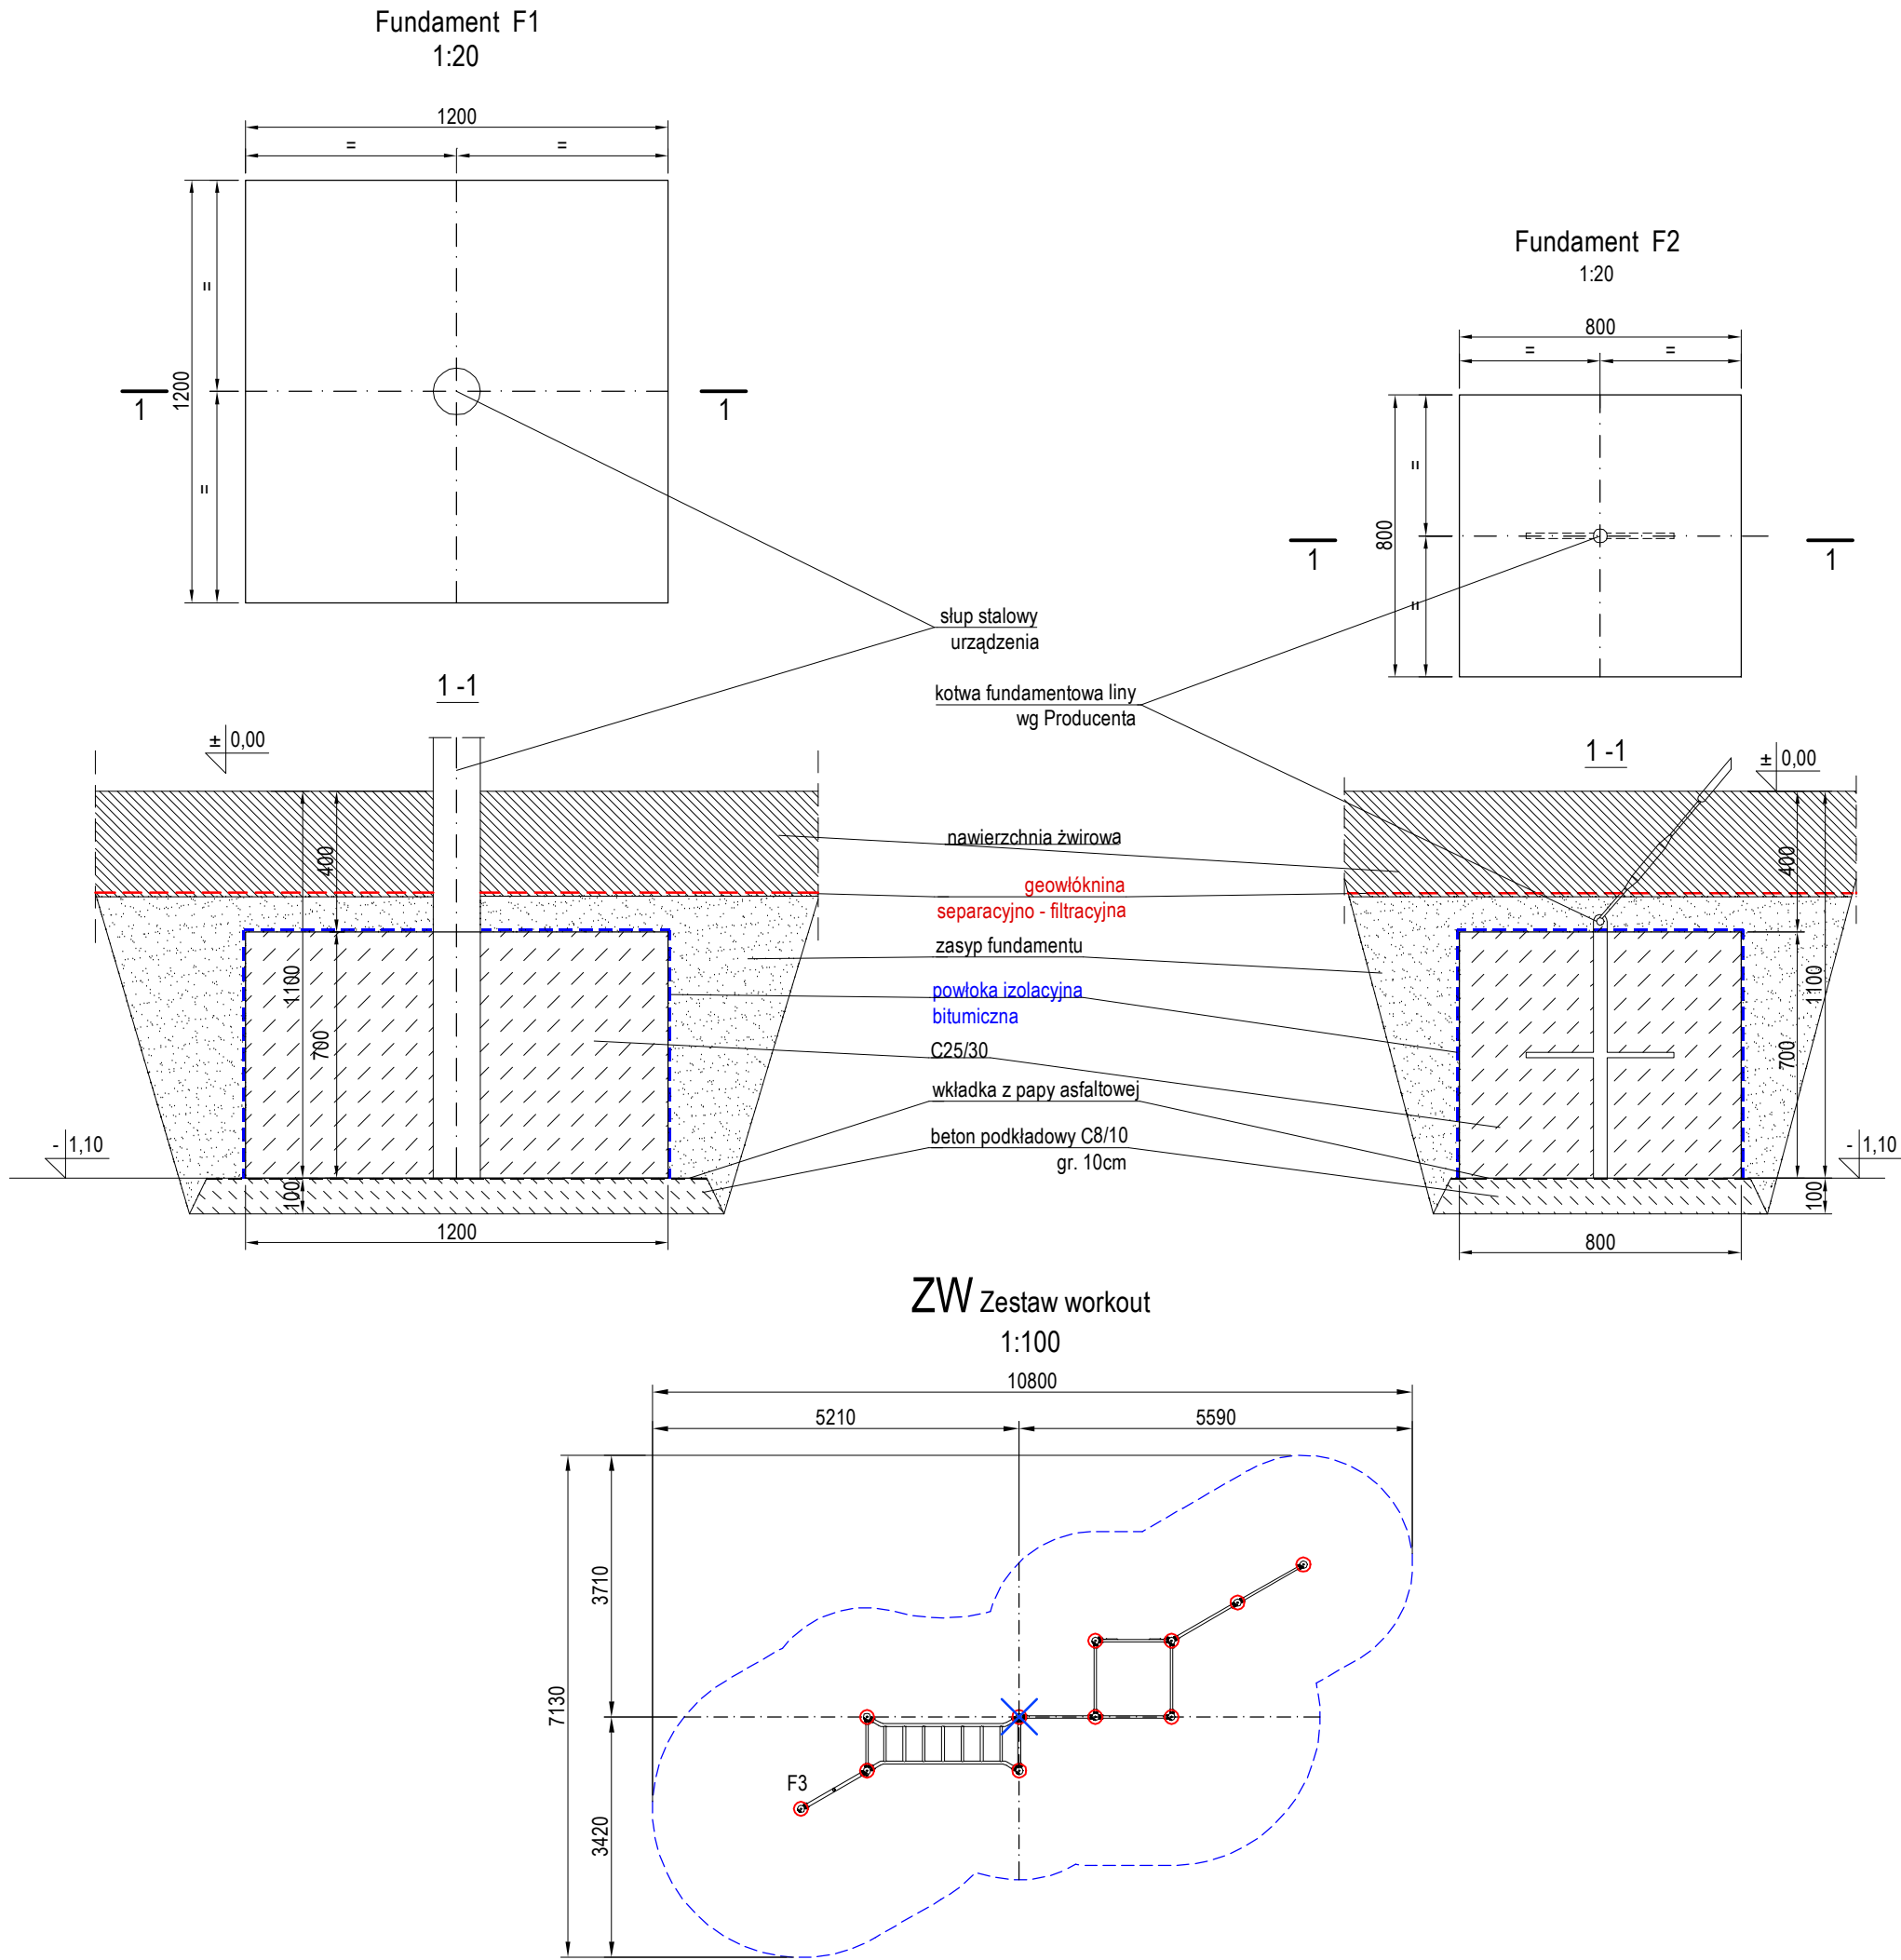 Fundament F1
1:20
1200
=
=
1200
=
=
1
1
Fundament F2
1:20
800
=
=
800
=
=
1
1
słup stalowy
urządzenia
kotwa fundamentowa liny
wg Producenta
1 -1
± 0,00
400
1100
700
100
- 1,10
1200
nawierzchnia żwirowa
geowłóknina
separacyjno - filtracyjna
zasyp fundamentu
powłoka izolacyjna
bitumiczna
C25/30
wkładka z papy asfaltowej
beton podkładowy C8/10
gr. 10cm
1 -1
± 0,00
400
1100
700
100
- 1,10
800
ZW Zestaw workout
1:100
10800
5210
5590
3710
7130
3420
F3